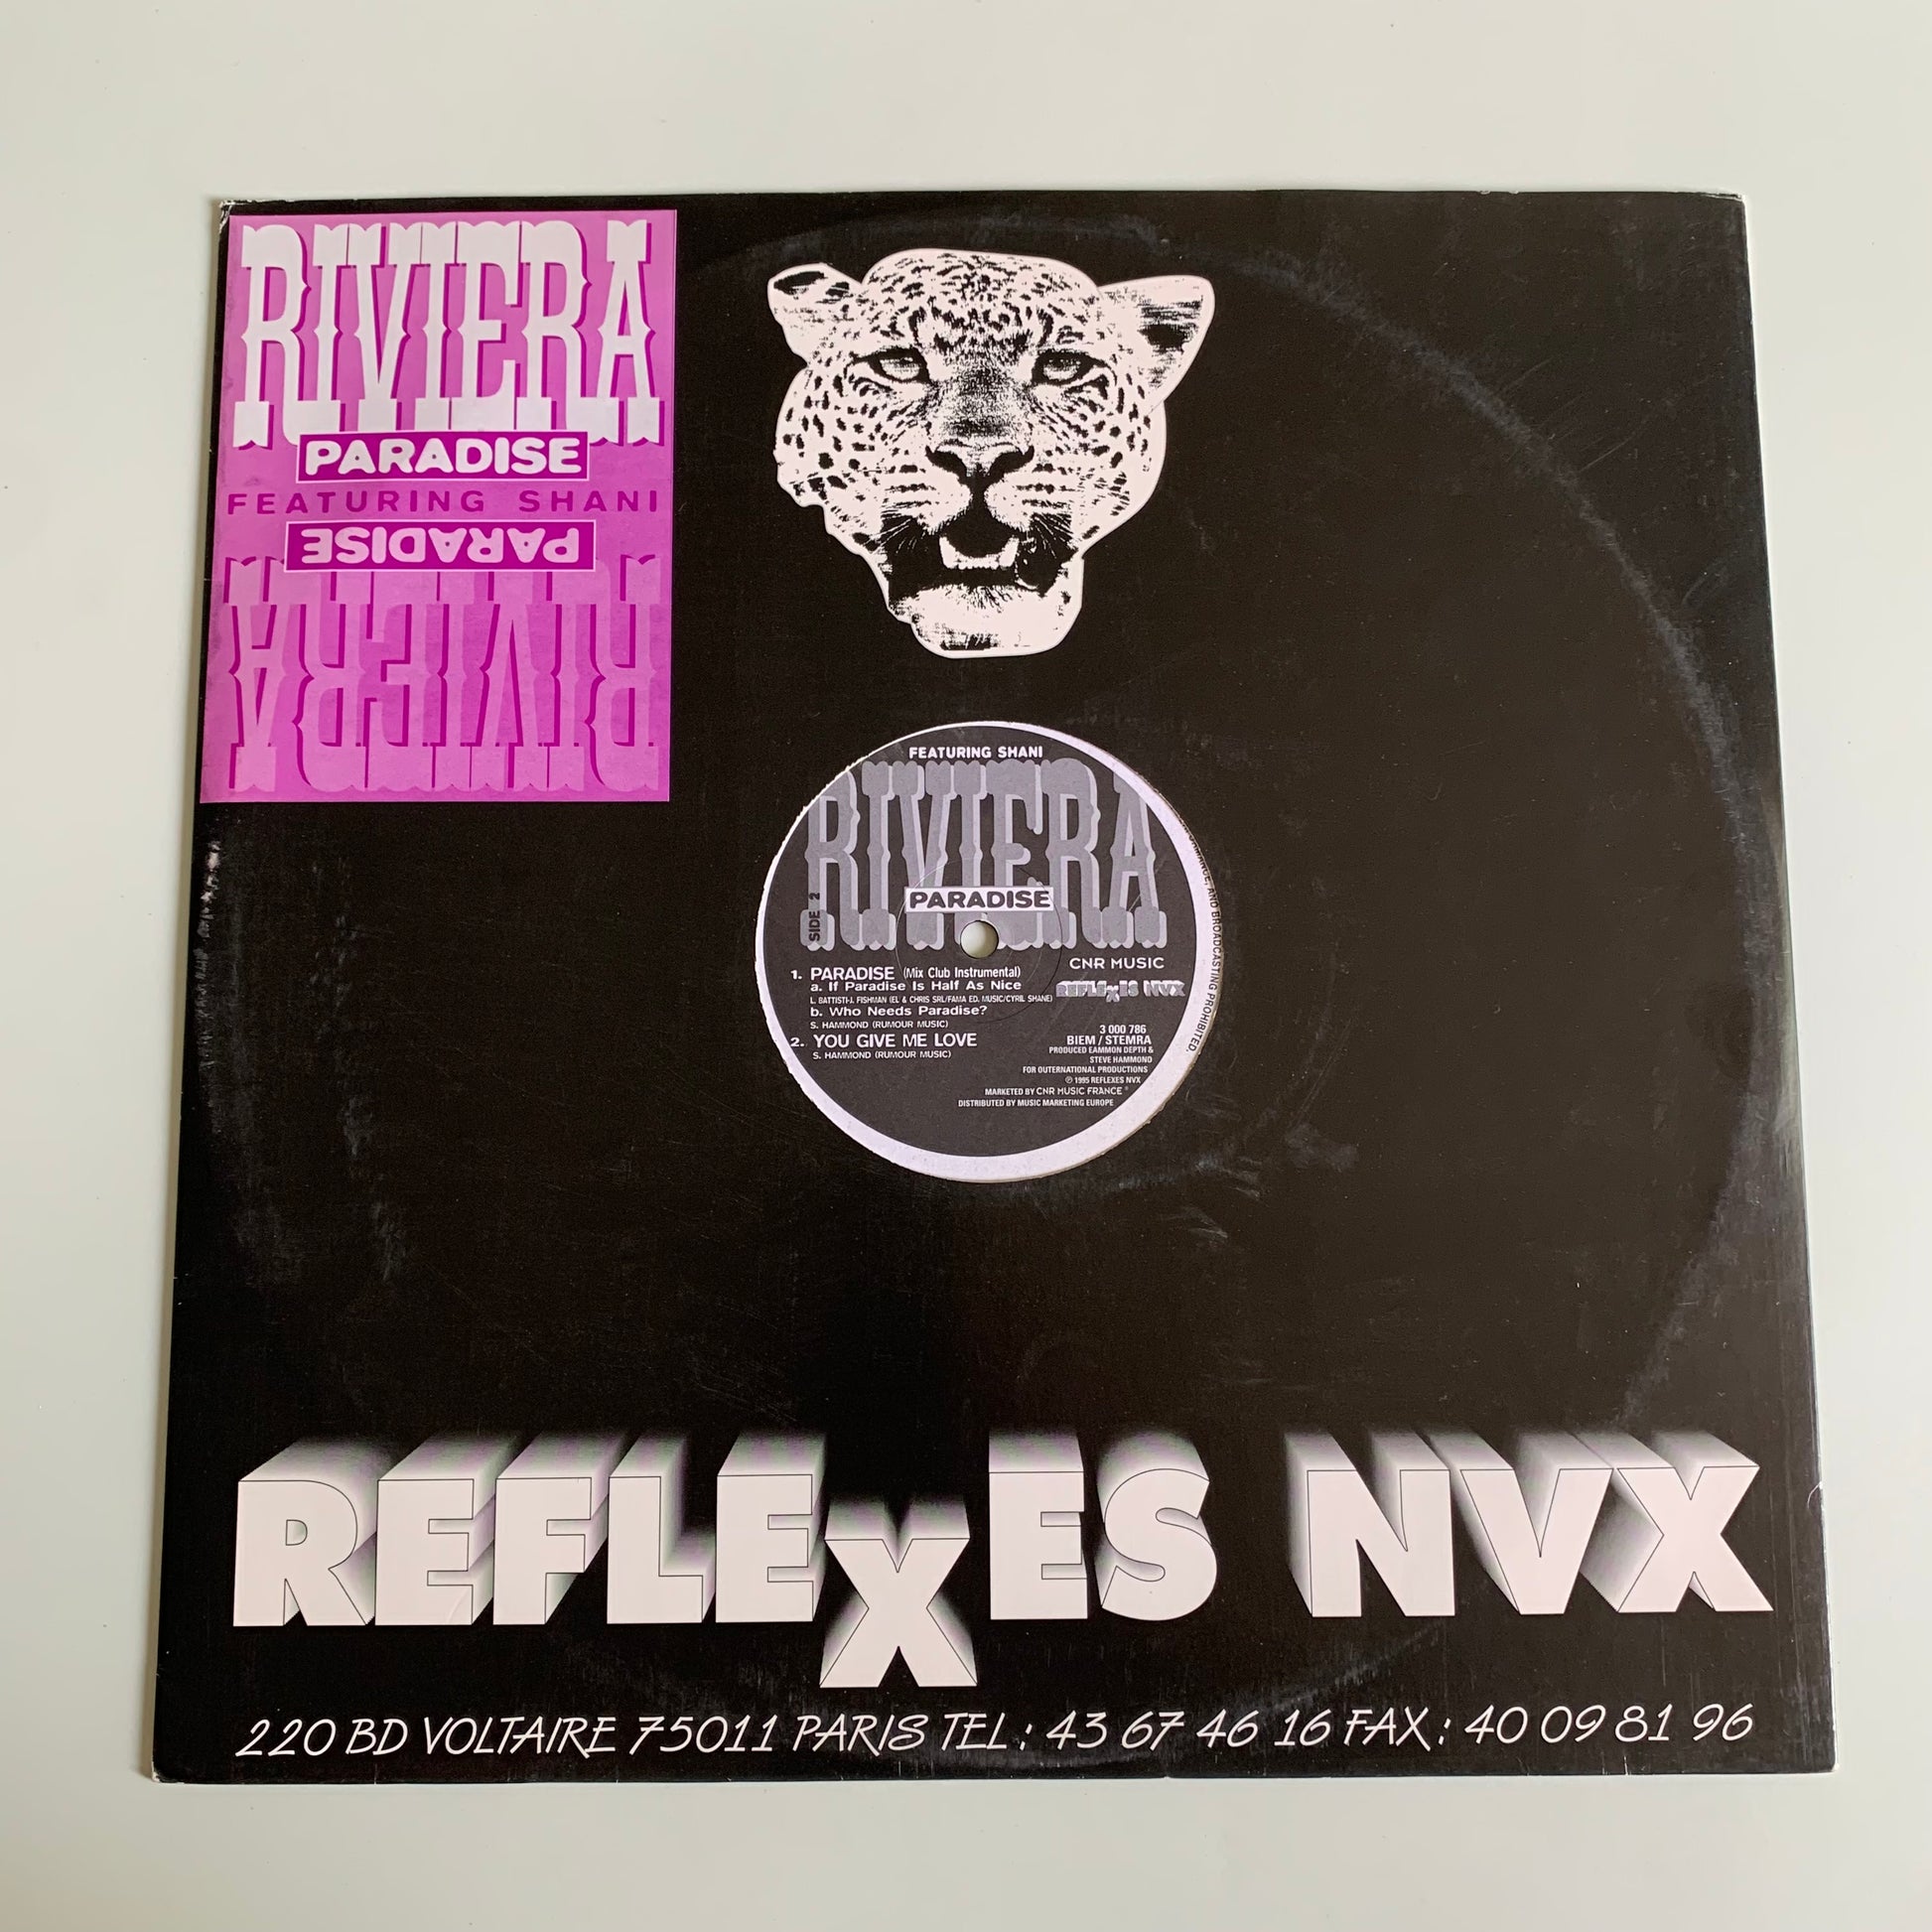 RIVIERA
PARADISE
FEATURING SHANI
PARADISE
RIVIERA
FEATURING SHANI
RIVIERA
PARADISE
SIDE 2
CNR MUSIC
REFLEXES NVX
1. PARADISE (Mix Club Instrumental)
a. If Paradise Is Half As Nice
L. BATTISTI-J. FISHMAN (EL & CHRIS SRL/FAMA ED. MUSIC/CYRIL SHANE)
b. Who Needs Paradise?
S. HAMMOND (RUMOUR MUSIC)
2. YOU GIVE ME LOVE
S. HAMMOND (RUMOUR MUSIC)
3 000 786
BIEM / STEMRA
PRODUCED EAMMON DEPTH &
STEVE HAMMOND
FOR OUTERNATIONAL PRODUCTIONS
℗ 1995 REFLEXES NVX
MARKETED BY CNR MUSIC FRANCE
DISTRIBUTED BY MUSIC MARKETING EUROPE
AND BROADCASTING PROHIBITED.
REFLEXES NVX
220 BD VOLTAIRE 75011 PARIS TEL : 43 67 46 16 FAX : 40 09 81 96